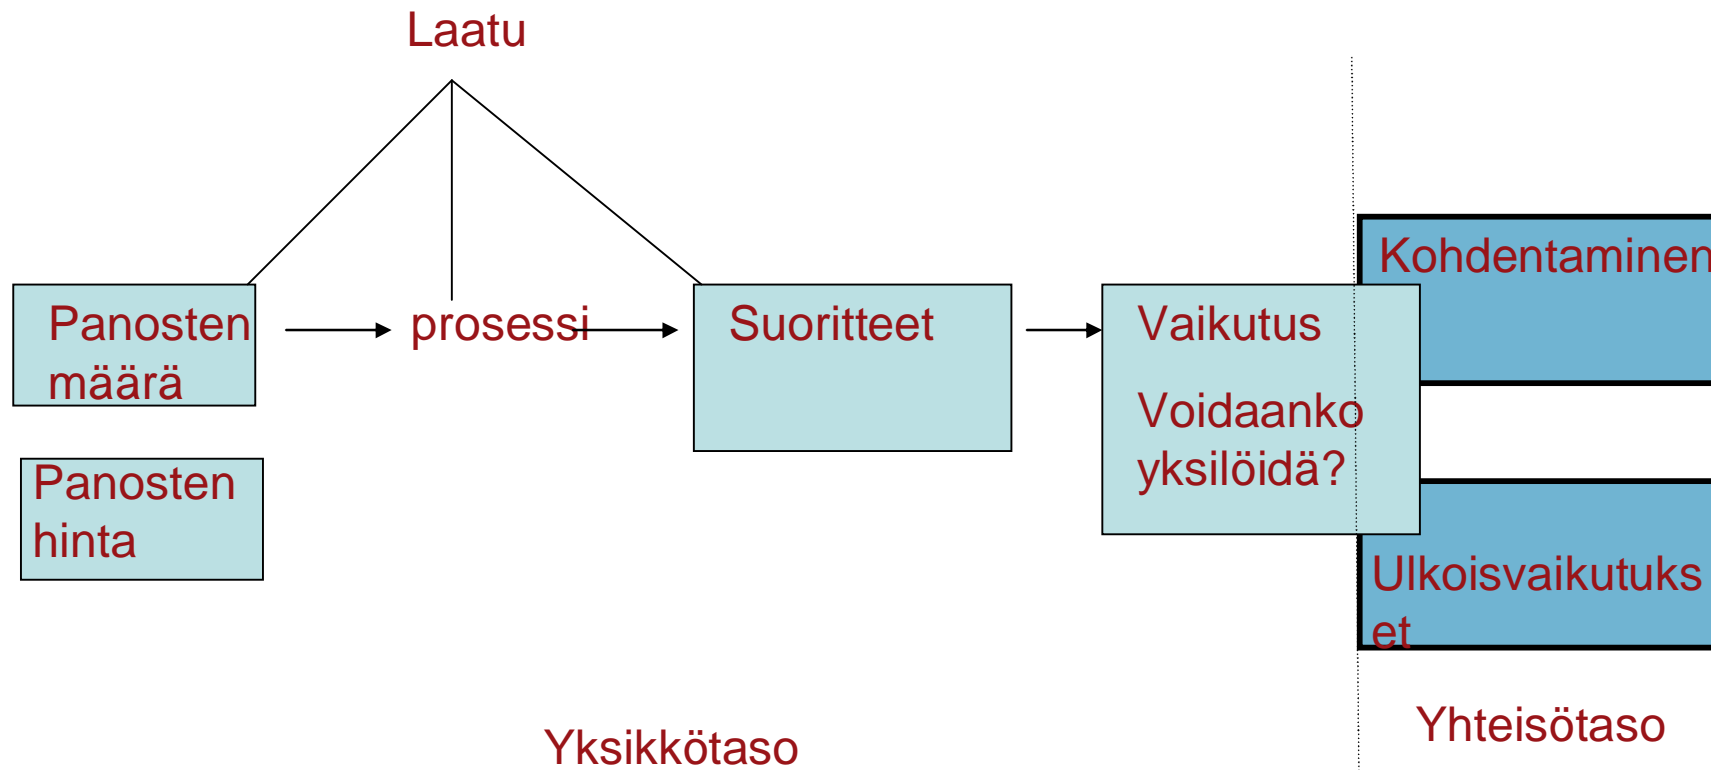 Laatu
Panosten
määrä
prosessi
Suoritteet
Vaikutus
Voidaanko
yksilöidä?
Kohdentaminen
Panosten
hinta
Ulkoisvaikutuks
et
Yksikkötaso
Yhteisötaso